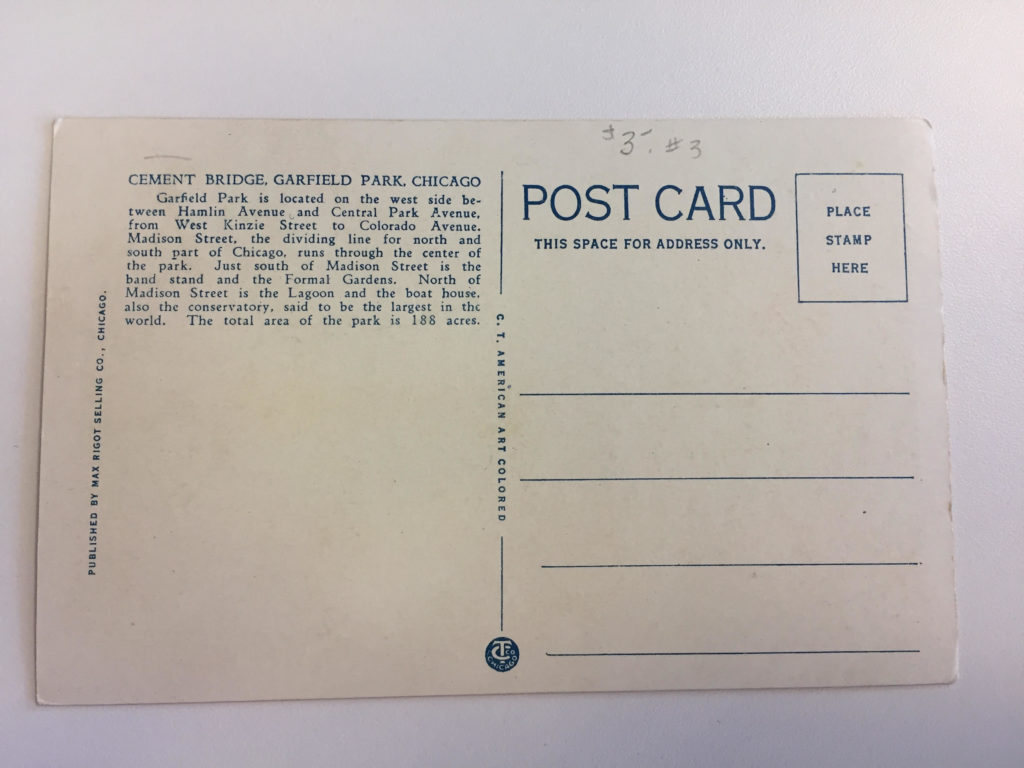 $3-. #3
CEMENT BRIDGE, GARFIELD PARK, CHICAGO
Garfield Park is located on the west side be-
tween Hamlin Avenue and Central Park Avenue,
from West Kinzie Street to Colorado Avenue.
Madison Street, the dividing line for north and
south part of Chicago, runs through the center of
the park. Just south of Madison Street is the
band stand and the Formal Gardens. North of
Madison Street is the Lagoon and the boat house,
also the conservatory, said to be the largest in the
world. The total area of the park is 188 acres.
PUBLISHED BY MAX RIGOT SELLING CO., CHICAGO.
C. T. AMERICAN ART COLORED
POST CARD
THIS SPACE FOR ADDRESS ONLY.
PLACE
STAMP
HERE
CT CO
CHICAGO